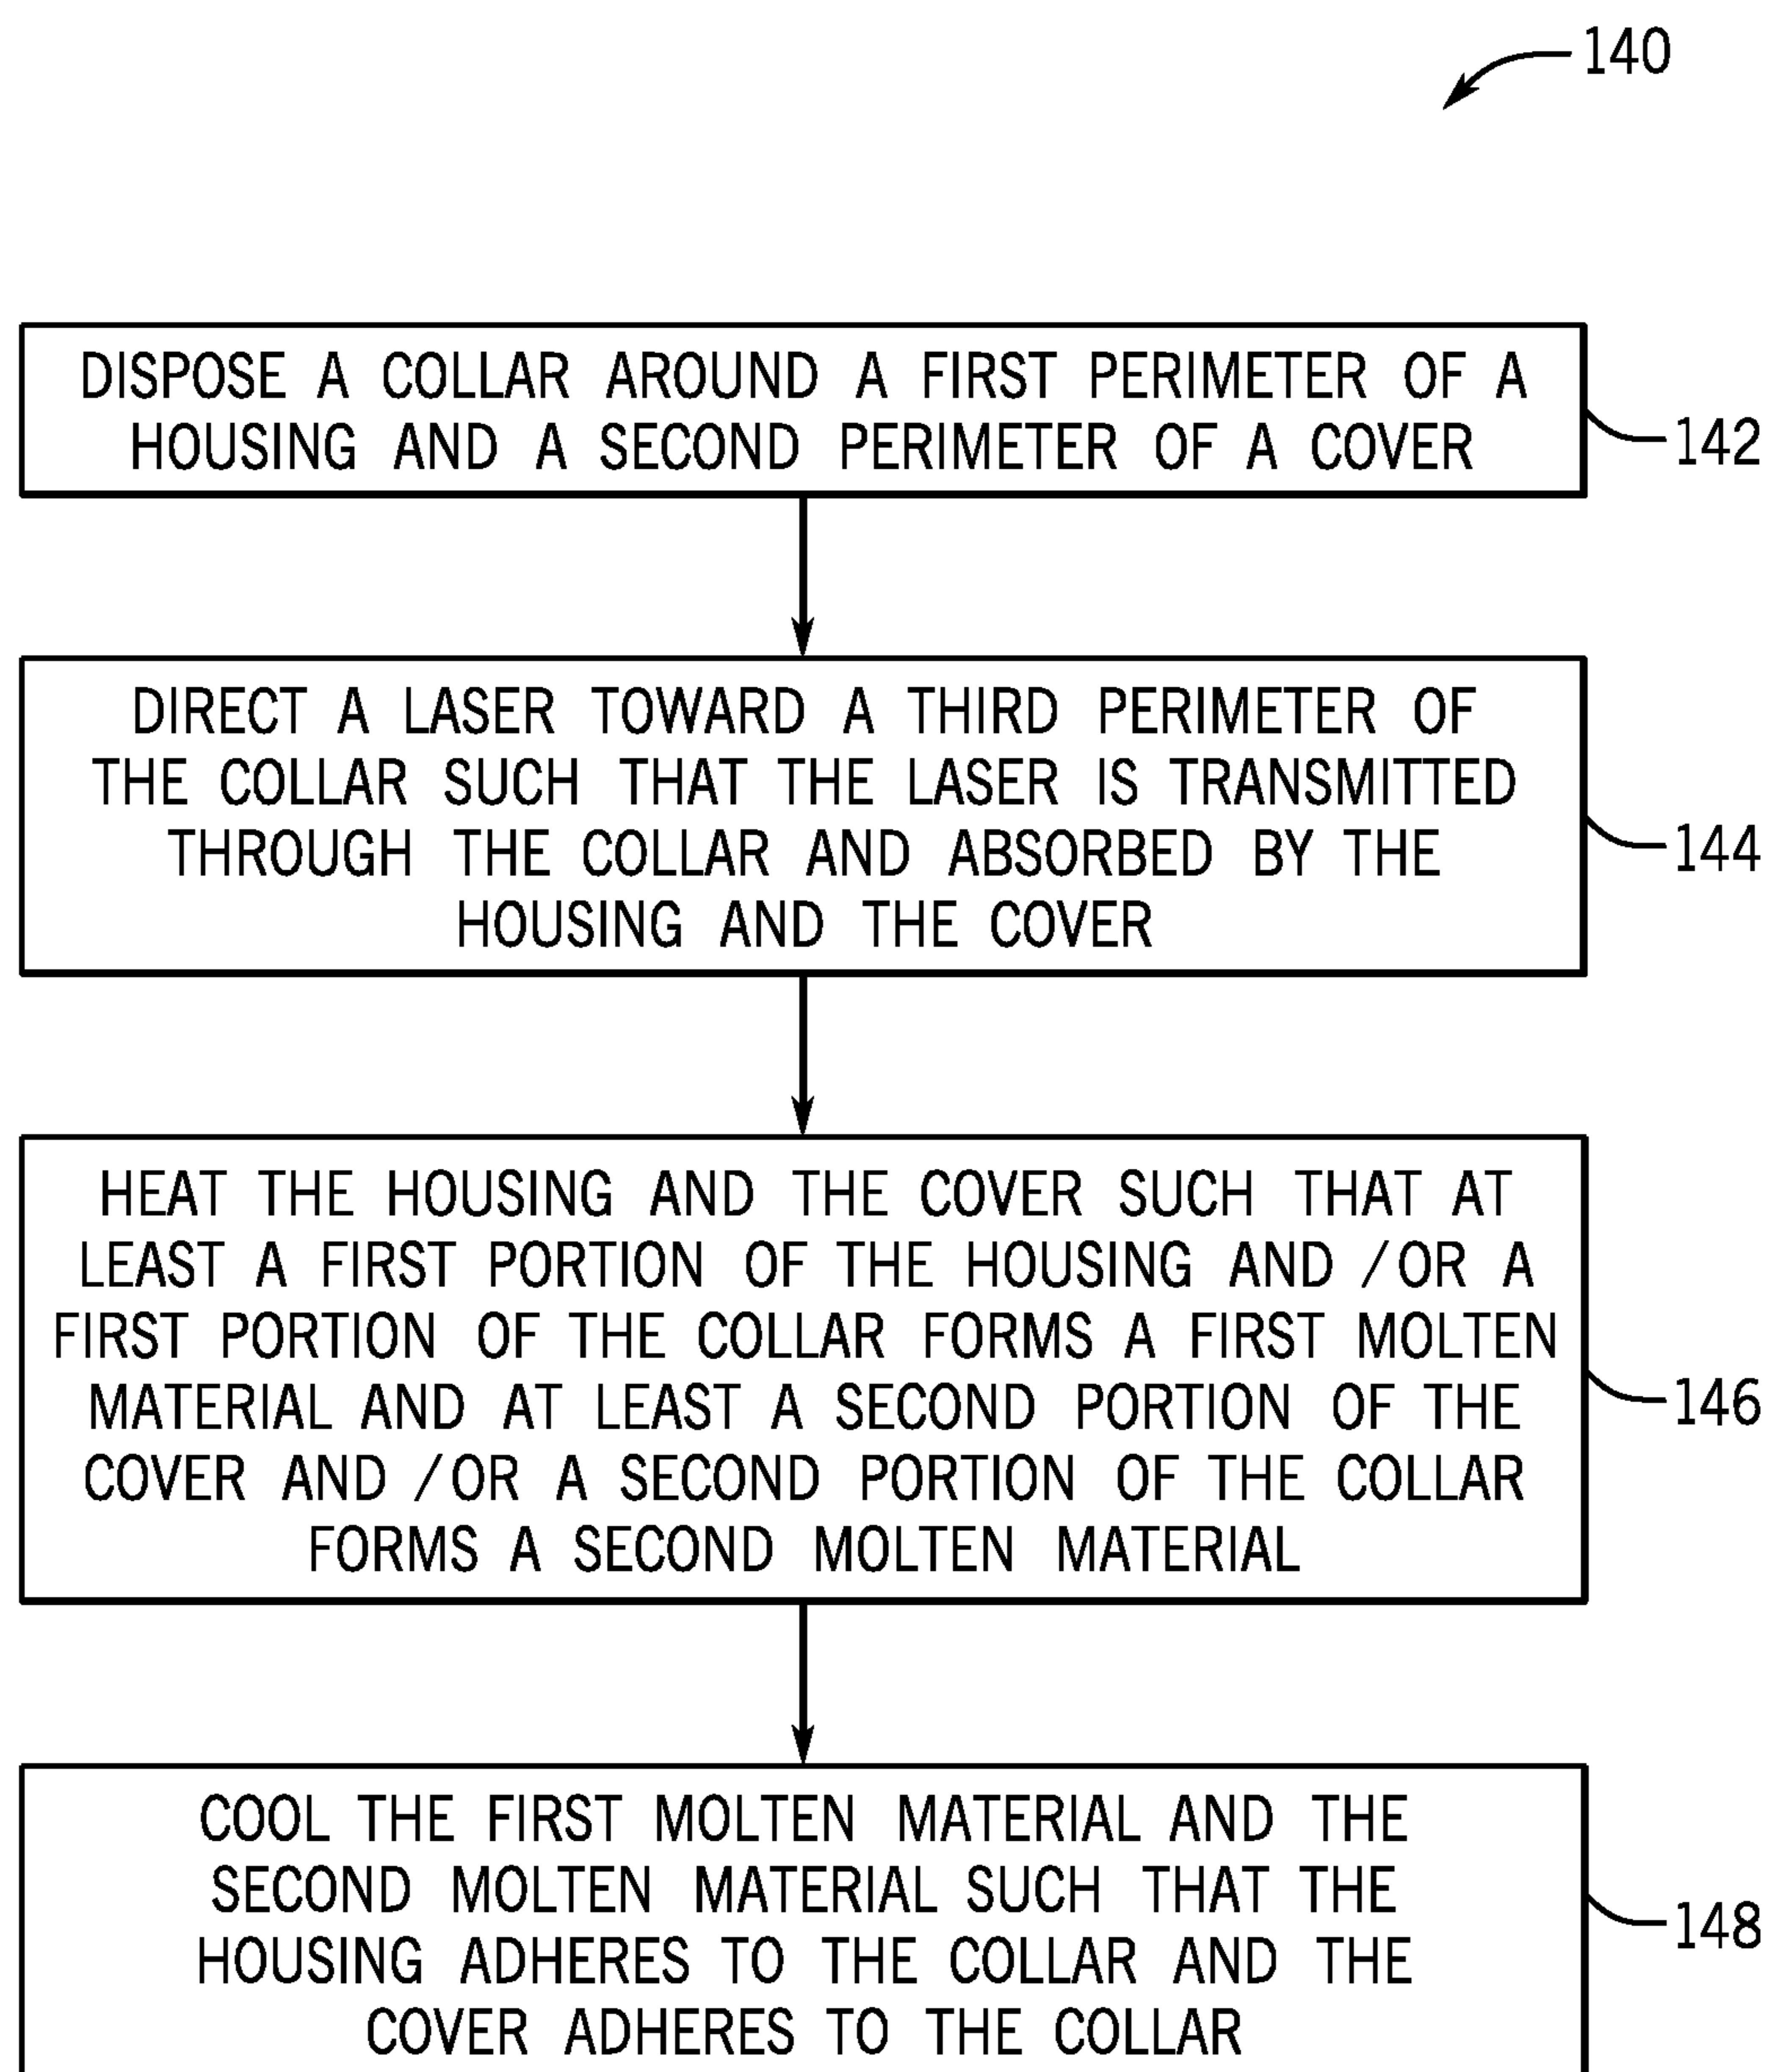 140
DISPOSE A COLLAR AROUND A FIRST PERIMETER OF A
HOUSING AND A SECOND PERIMETER OF A COVER
142
DIRECT A LASER TOWARD A THIRD PERIMETER OF
THE COLLAR SUCH THAT THE LASER IS TRANSMITTED
THROUGH THE COLLAR AND ABSORBED BY THE
HOUSING AND THE COVER
144
HEAT THE HOUSING AND THE COVER SUCH THAT AT
LEAST A FIRST PORTION OF THE HOUSING AND/OR A
FIRST PORTION OF THE COLLAR FORMS A FIRST MOLTEN
MATERIAL AND AT LEAST A SECOND PORTION OF THE
COVER AND/OR A SECOND PORTION OF THE COLLAR
FORMS A SECOND MOLTEN MATERIAL
146
COOL THE FIRST MOLTEN MATERIAL AND THE
SECOND MOLTEN MATERIAL SUCH THAT THE
HOUSING ADHERES TO THE COLLAR AND THE
COVER ADHERES TO THE COLLAR
148